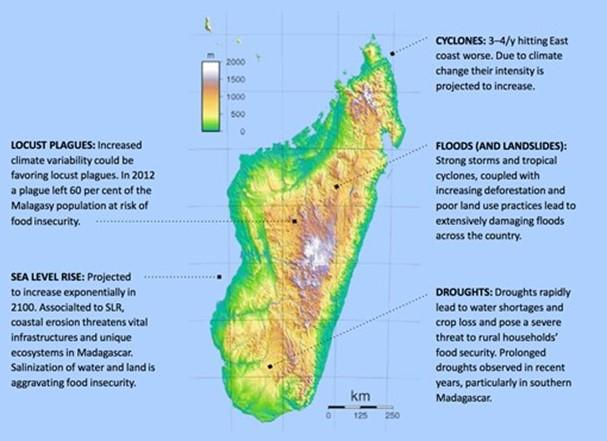 CYCLONES: 3–4/y hitting East
coast worse. Due to climate
change their intensity is
projected to increase.
m
2000
1500
1000
500
0
LOCUST PLAGUES: Increased
climate variability could be
favoring locust plagues. In 2012
a plague left 60 per cent of the
Malagasy population at risk of
food insecurity.
FLOODS (AND LANDSLIDES):
Strong storms and tropical
cyclones, coupled with
increasing deforestation and
poor land use practices lead to
extensively damaging floods
across the country.
SEA LEVEL RISE: Projected
to increase exponentially in
2100. Associalted to SLR,
coastal erosion threatens vital
infrastructures and unique
ecosystems in Madagascar.
Salinization of water and land is
aggravating food insecurity.
DROUGHTS: Droughts rapidly
lead to water shortages and
crop loss and pose a severe
threat to rural households'
food security. Prolonged
droughts observed in recent
years, particularly in southern
Madagascar.
km
0 125 250